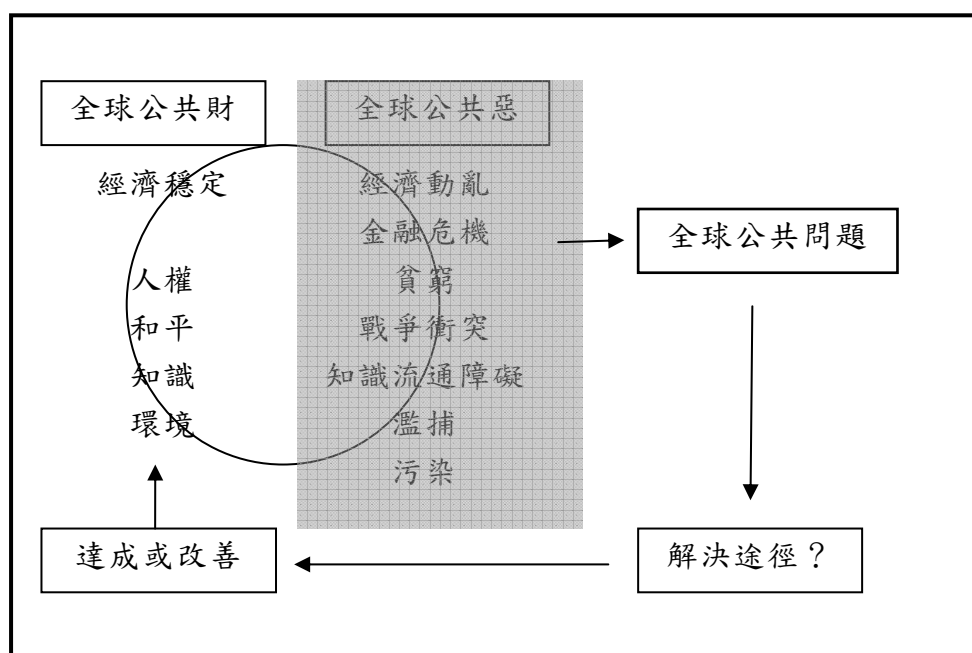 全球公共財
全球公共惡
經濟穩定
經濟動亂
金融危機
全球公共問題
人權
貧窮
和平
戰爭衝突
知識
知識流通障礙
環境
濫捕
污染
達成或改善
解決途徑？